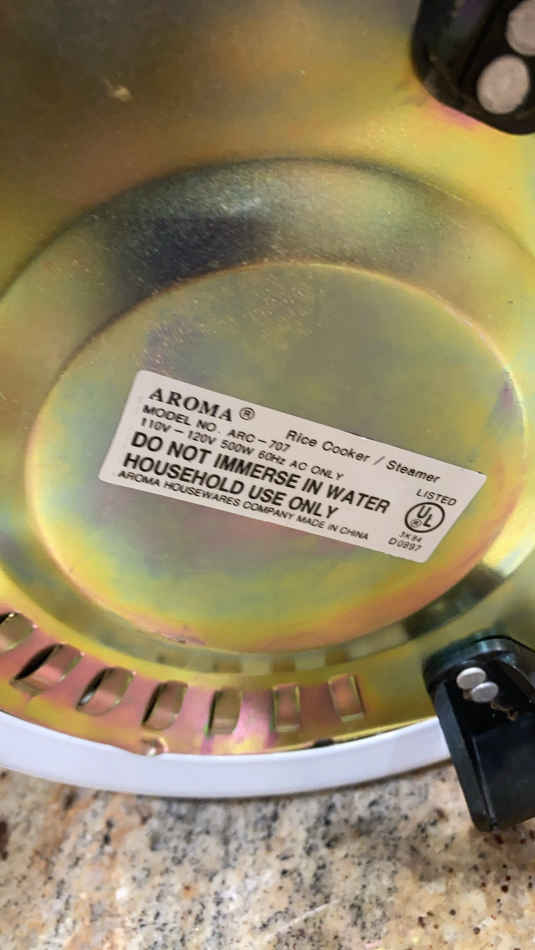 AROMA ® Rice Cooker / Steamer
MODEL NO. ARC-707
110V-120V 500W 60Hz AC ONLY
DO NOT IMMERSE IN WATER
HOUSEHOLD USE ONLY
AROMA HOUSEWARES COMPANY MADE IN CHINA
LISTED
UL
3K84
D0897